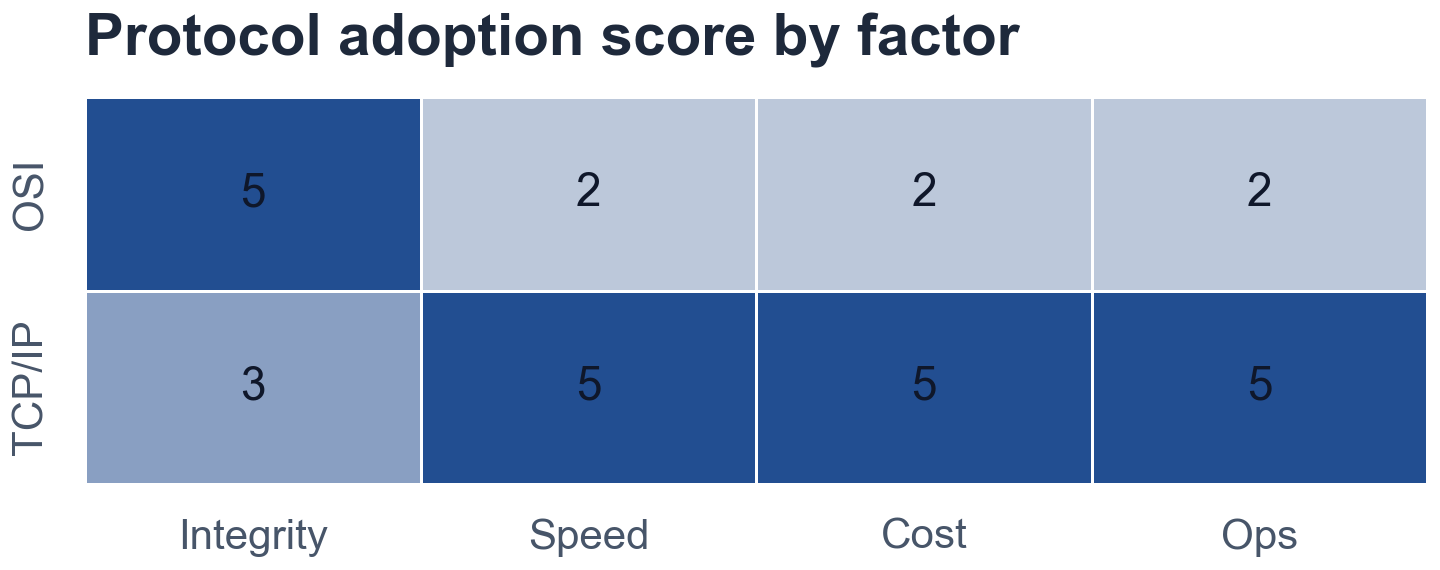 Protocol adoption score by factor
OSI
5 2 2 2
TCP/IP
3 5 5 5
Integrity Speed Cost Ops